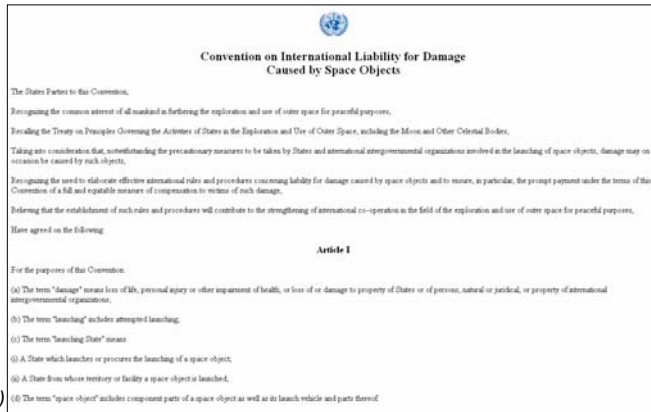 Convention on International Liability for Damage
Caused by Space Objects
The States Parties to this Convention,
Recognizing the common interest of all mankind in furthering the exploration and use of outer space for peaceful purposes,
Recalling the Treaty on Principles Governing the Activities of States in the Exploration and Use of Outer Space, including the Moon and Other Celestial Bodies,
Taking into consideration that, notwithstanding the precautionary measures to be taken by States and international intergovernmental organizations involved in the launching of space objects, damage may on
occasion be caused by such objects,
Recognizing the need to elaborate effective international rules and procedures concerning liability for damage caused by space objects and to ensure, in particular, the prompt payment under the terms of this
Convention of a full and equitable measure of compensation to victims of such damage,
Believing that the establishment of such rules and procedures will contribute to the strengthening of international co-operation in the field of the exploration and use of outer space for peaceful purposes,
Have agreed on the following:
Article I
For the purposes of this Convention:
(a) The term "damage" means loss of life, personal injury or other impairment of health, or loss of or damage to property of States or of persons, natural or juridical, or property of international
intergovernmental organizations;
(b) The term "launching" includes attempted launching;
(c) The term "launching State" means:
(i) A State which launches or procures the launching of a space object;
(ii) A State from whose territory or facility a space object is launched;
) (d) The term "space object" includes component parts of a space object as well as its launch vehicle and parts thereof.